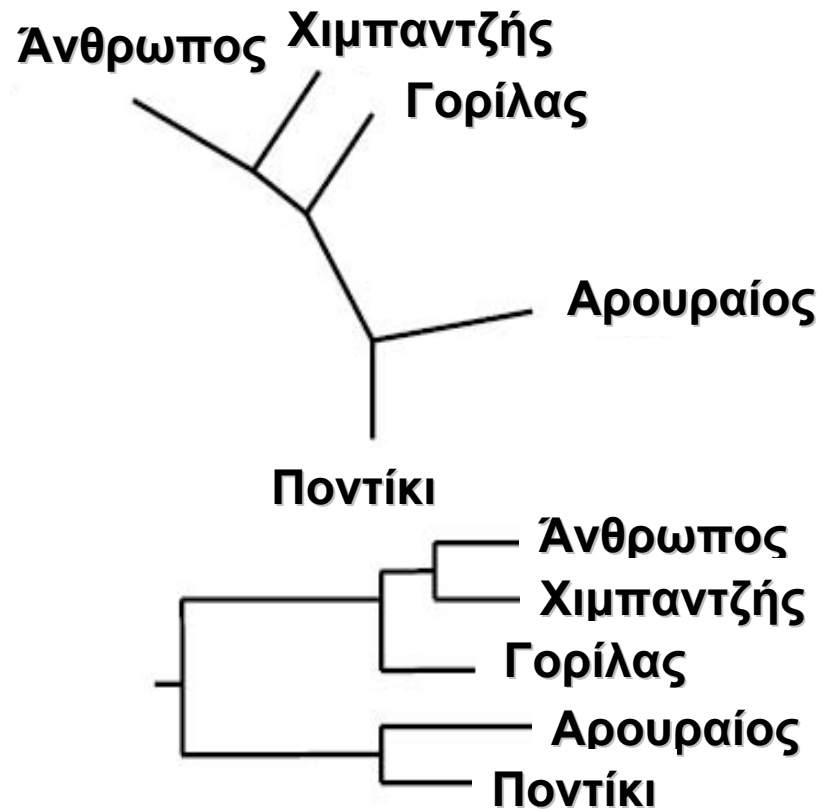 Άνθρωπος Χιμπαντζής
Γορίλας
Αρουραίος
Ποντίκι
Άνθρωπος
Χιμπαντζής
Γορίλας
Αρουραίος
Ποντίκι